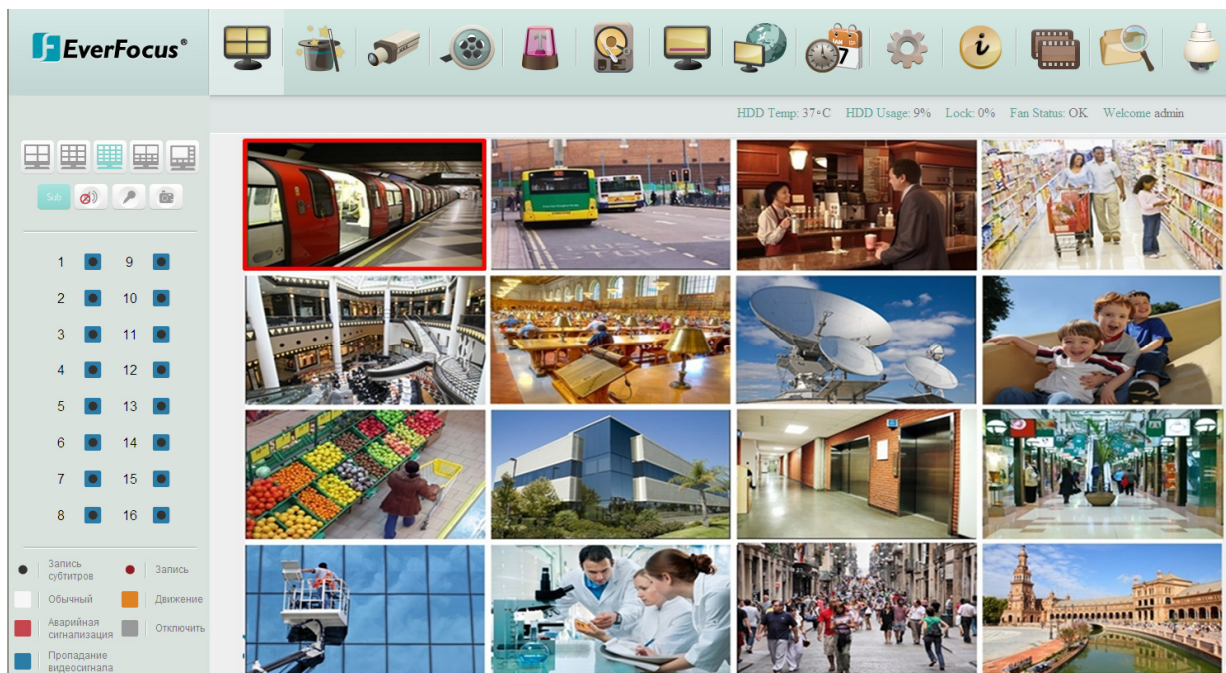 EverFocus®
JAN
7
i
HDD Temp: 37°C HDD Usage: 9% Lock: 0% Fan Status: OK Welcome admin
Sub
1 9
2 10
3 11
4 12
5 13
6 14
7 15
8 16
Запись
субтитров
Запись
Обычный
Движение
Аварийная
сигнализация
Отключить
Пропадание
видеосигнала